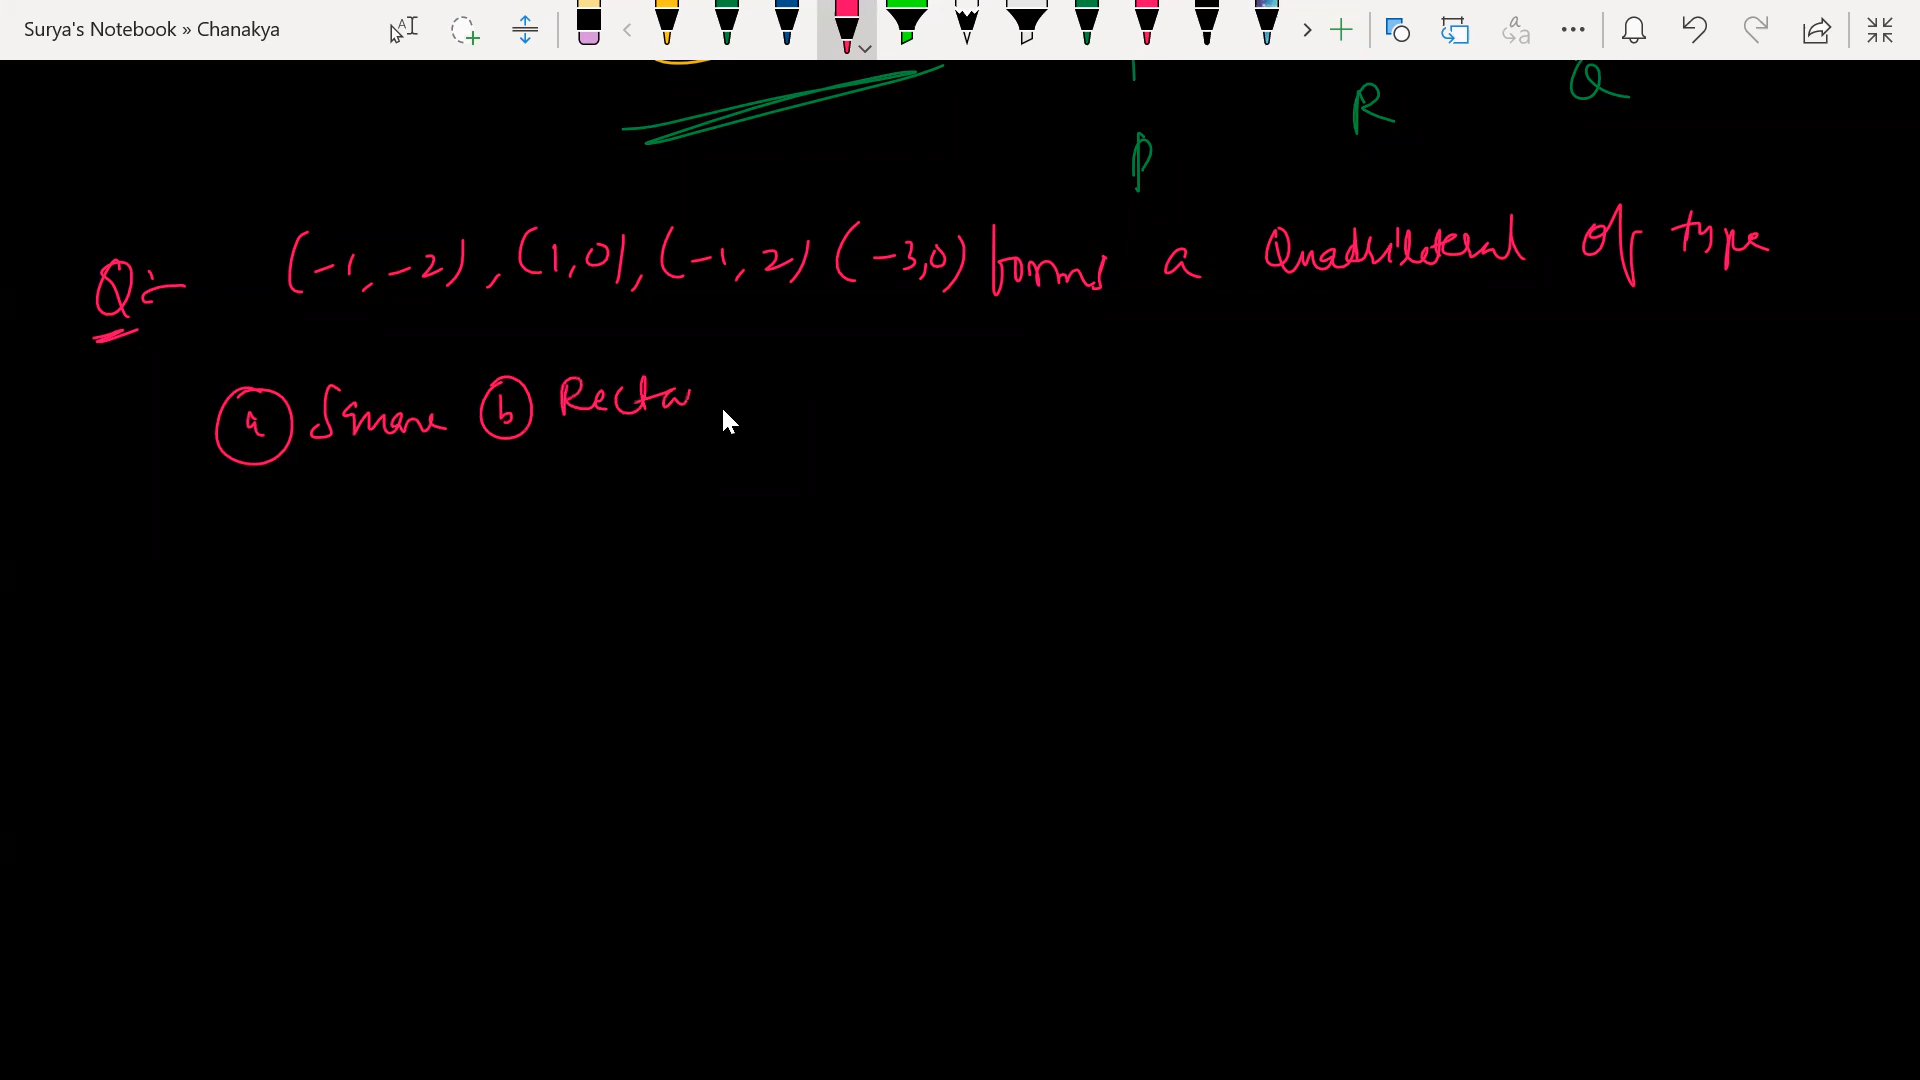 Surya's Notebook » Chanakya
R Q
P
Q:- (-1, -2), (1, 0), (-1, 2) (-3, 0) forms a Quadrilateral of type
(a) Square (b) Recta